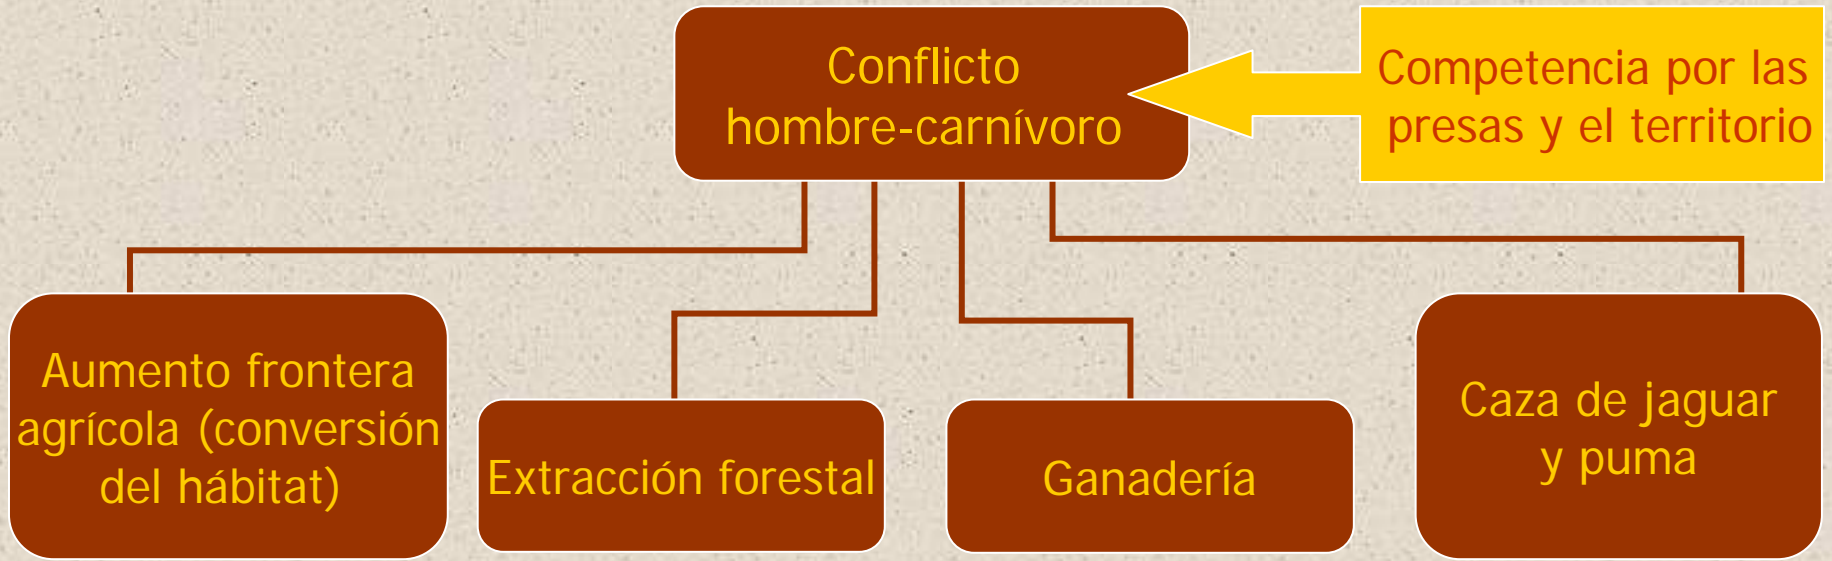 Conflicto
hombre-carnívoro
Competencia por las
presas y el territorio
Aumento frontera
agrícola (conversión
del hábitat)
Extracción forestal
Ganadería
Caza de jaguar
y puma